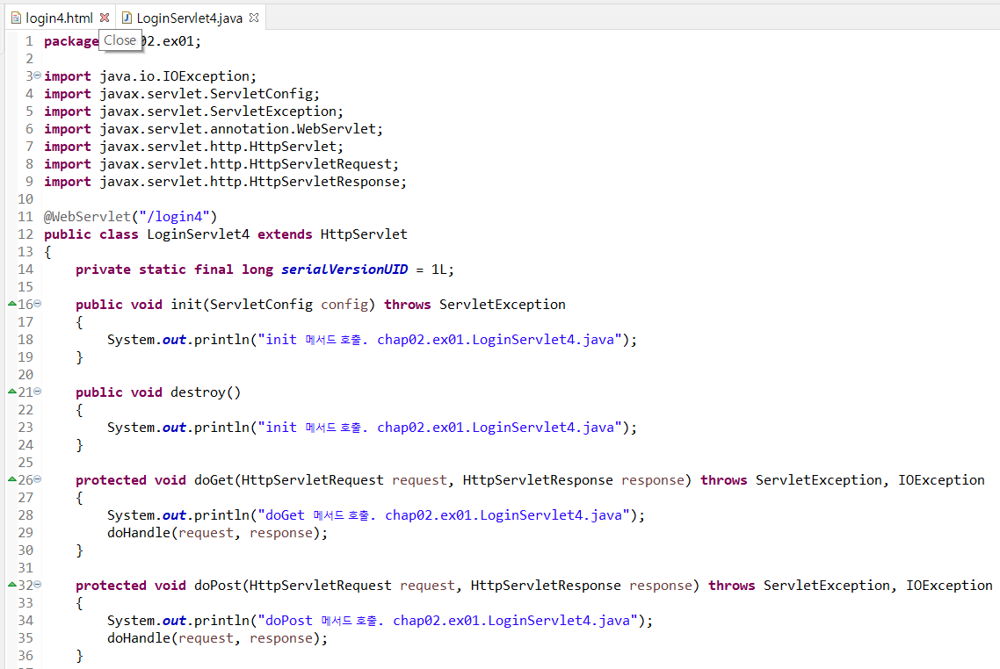 login4.html LoginServlet4.java
Close
1 package 02.ex01;
2
3 import java.io.IOException;
4 import javax.servlet.ServletConfig;
5 import javax.servlet.ServletException;
6 import javax.servlet.annotation.WebServlet;
7 import javax.servlet.http.HttpServlet;
8 import javax.servlet.http.HttpServletRequest;
9 import javax.servlet.http.HttpServletResponse;
10
11 @WebServlet("/login4")
12 public class LoginServlet4 extends HttpServlet
13 {
14     private static final long serialVersionUID = 1L;
15
16     public void init(ServletConfig config) throws ServletException
17     {
18         System.out.println("init 메서드 호출. chap02.ex01.LoginServlet4.java");
19     }
20
21     public void destroy()
22     {
23         System.out.println("init 메서드 호출. chap02.ex01.LoginServlet4.java");
24     }
25
26     protected void doGet(HttpServletRequest request, HttpServletResponse response) throws ServletException, IOException
27     {
28         System.out.println("doGet 메서드 호출. chap02.ex01.LoginServlet4.java");
29         doHandle(request, response);
30     }
31
32     protected void doPost(HttpServletRequest request, HttpServletResponse response) throws ServletException, IOException
33     {
34         System.out.println("doPost 메서드 호출. chap02.ex01.LoginServlet4.java");
35         doHandle(request, response);
36     }